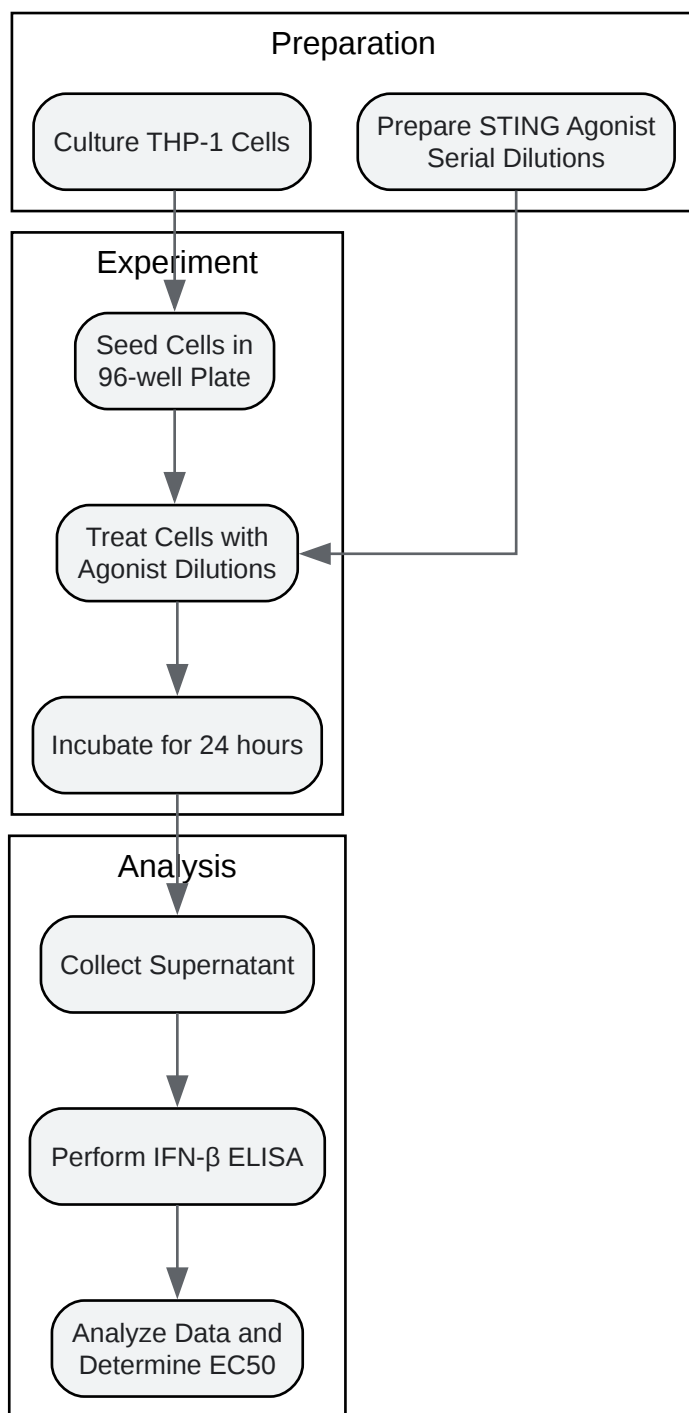 Preparation
Culture THP-1 Cells
Prepare STING Agonist
Serial Dilutions
Experiment
Seed Cells in
96-well Plate
Treat Cells with
Agonist Dilutions
Incubate for 24 hours
Analysis
Collect Supernatant
Perform IFN-β ELISA
Analyze Data and
Determine EC50